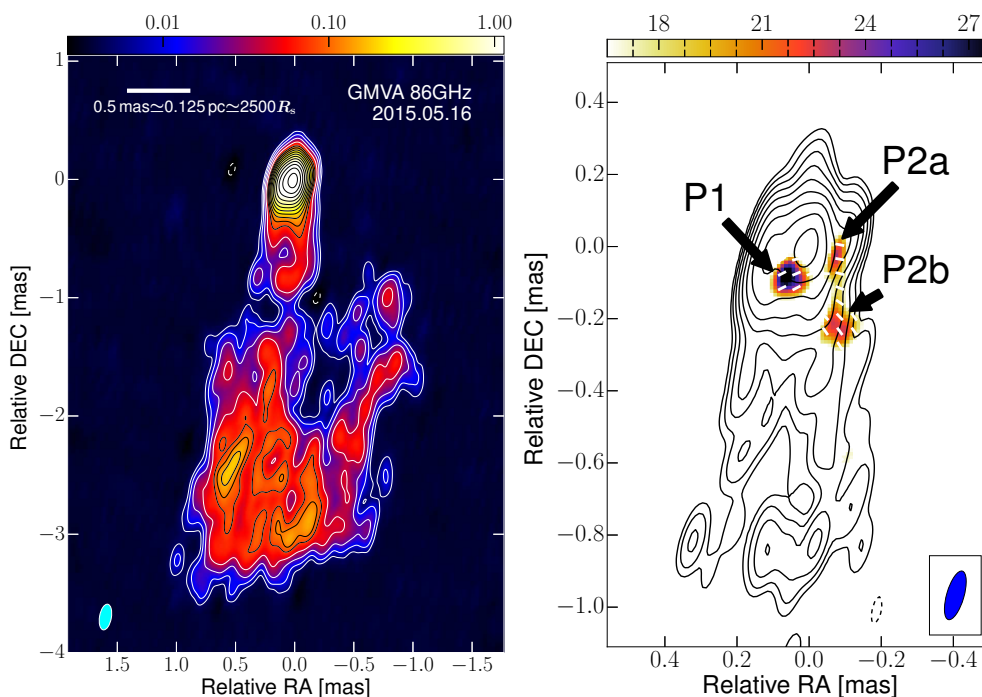 0.01 0.10 1.00
GMVA 86GHz
2015.05.16
0.5 mas≃0.125 pc≃2500Rs
1
0
−1
−2
−3
−4
Relative DEC [mas]
1.5 1.0 0.5 0.0 −0.5 −1.0 −1.5
Relative RA [mas]
18 21 24 27
P1
P2a
P2b
0.4
0.2
0.0
−0.2
−0.4
−0.6
−0.8
−1.0
Relative DEC [mas]
0.4 0.2 0.0 −0.2 −0.4
Relative RA [mas]